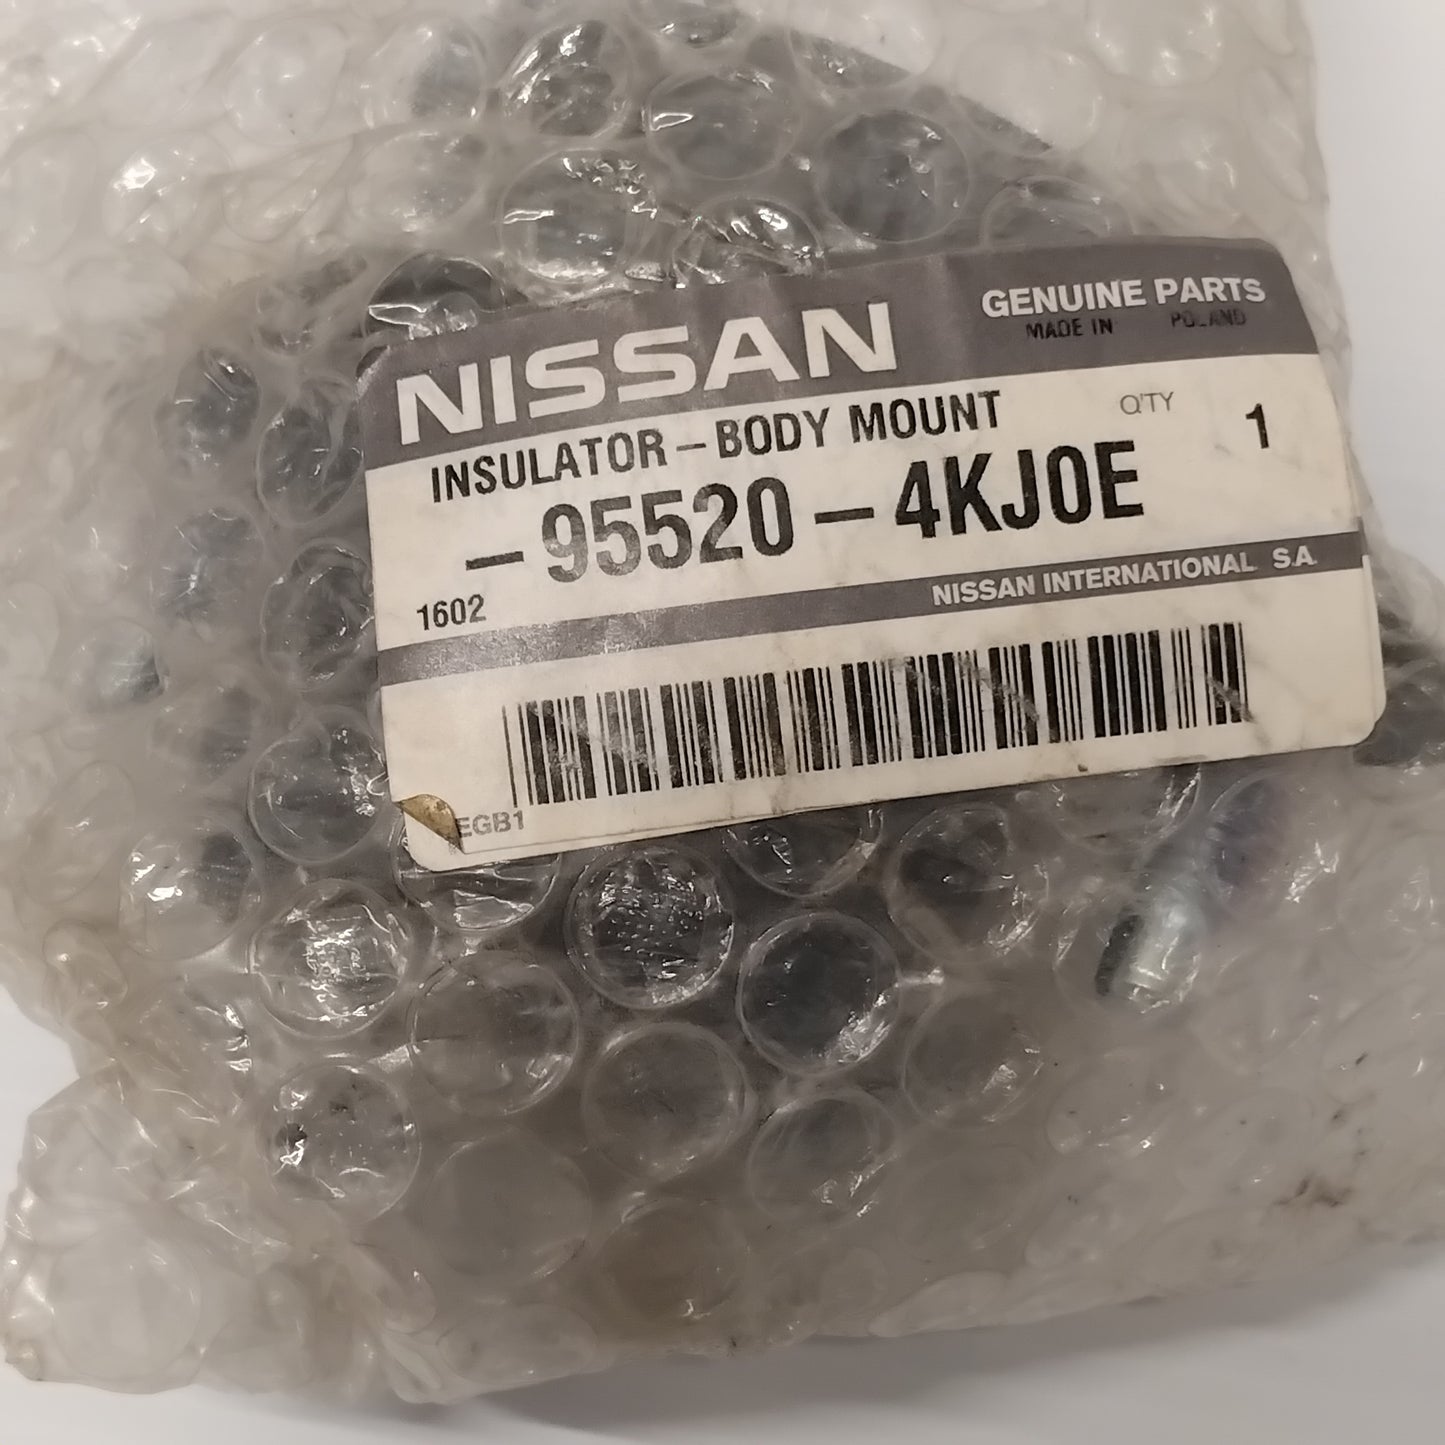 NISSAN
GENUINE PARTS
MADE IN POLAND
INSULATOR-BODY MOUNT
Q'TY 1
-95520-4KJ0E
1602
NISSAN INTERNATIONAL S.A.
EGB1